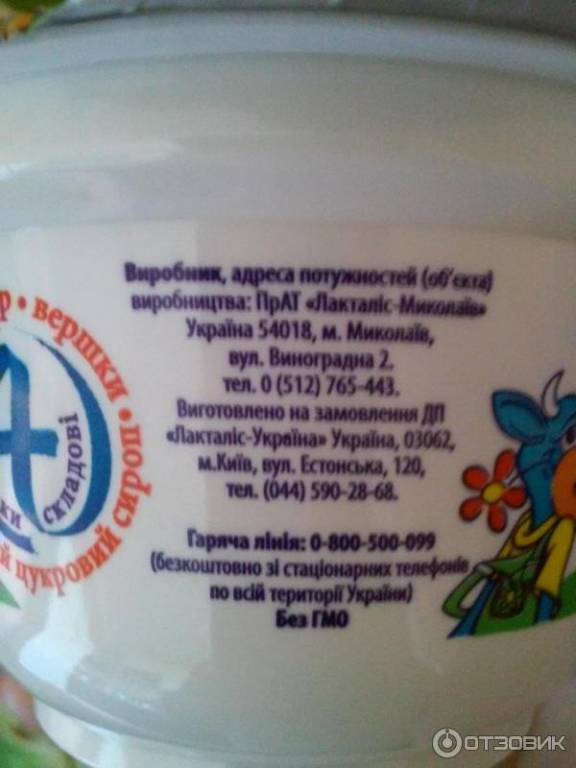 Виробник, адреса потужностей (об'єкта)
виробництва: ПрАТ «Лакталіс-Миколаїв»
Україна 54018, м. Миколаїв,
вул. Виноградна 2.
тел. 0 (512) 765-443.
Виготовлено на замовлення ДП
«Лакталіс-Україна» Україна, 03062,
м.Київ, вул. Естонська, 120,
тел. (044) 590-28-68.
Гаряча лінія: 0-800-500-099
(безкоштовно зі стаціонарних телефонів
по всій території України)
Без ГМО
р • вершки • по
й цукровий сироп
ки складові
ОТЗОВИК